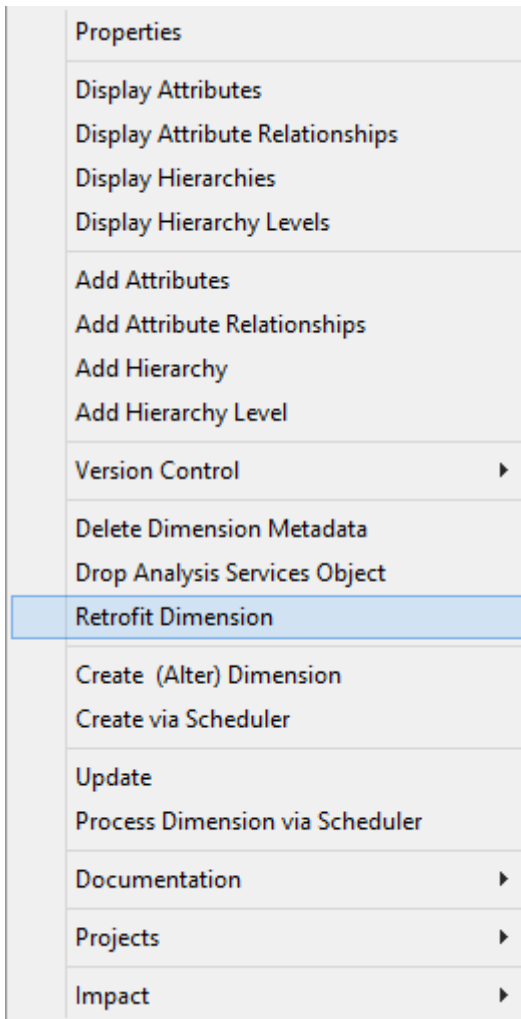 Properties
Display Attributes
Display Attribute Relationships
Display Hierarchies
Display Hierarchy Levels
Add Attributes
Add Attribute Relationships
Add Hierarchy
Add Hierarchy Level
Version Control
Delete Dimension Metadata
Drop Analysis Services Object
Retrofit Dimension
Create  (Alter) Dimension
Create via Scheduler
Update
Process Dimension via Scheduler
Documentation
Projects
Impact